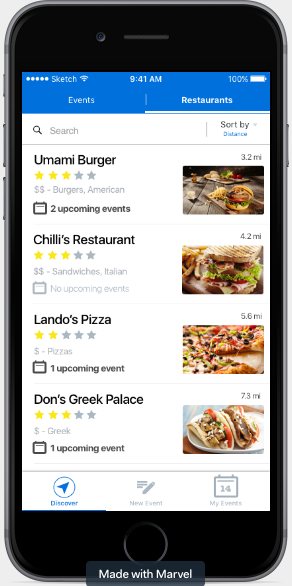 Sketch 9:41 AM 100%
Events Restaurants
Search Sort by
Distance
3.2 mi
Umami Burger
$$ - Burgers, American
2 upcoming events
4.2 mi
Chilli's Restaurant
$$ - Sandwiches, Italian
No upcoming events
5.6 mi
Lando's Pizza
$ - Pizzas
1 upcoming event
7.3 mi
Don's Greek Palace
$ - Greek
1 upcoming event
14
Discover New Event My Events
Made with Marvel